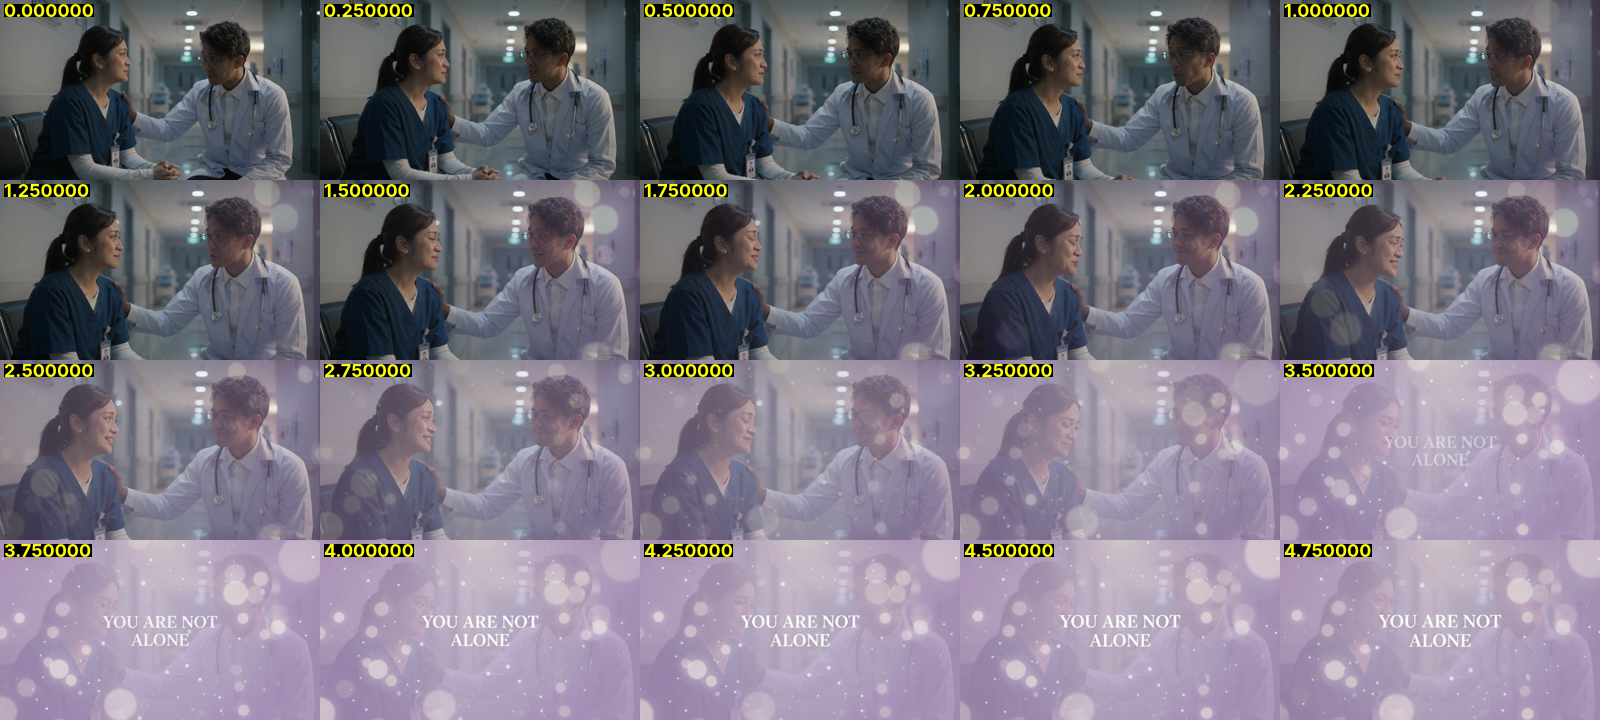 0.000000
0.250000
0.500000
0.750000
1.000000
1.250000
1.500000
1.750000
2.000000
2.250000
2.500000
2.750000
3.000000
3.250000
3.500000
YOU ARE NOT
ALONE
3.750000
YOU ARE NOT
ALONE
4.000000
YOU ARE NOT
ALONE
4.250000
YOU ARE NOT
ALONE
4.500000
YOU ARE NOT
ALONE
4.750000
YOU ARE NOT
ALONE